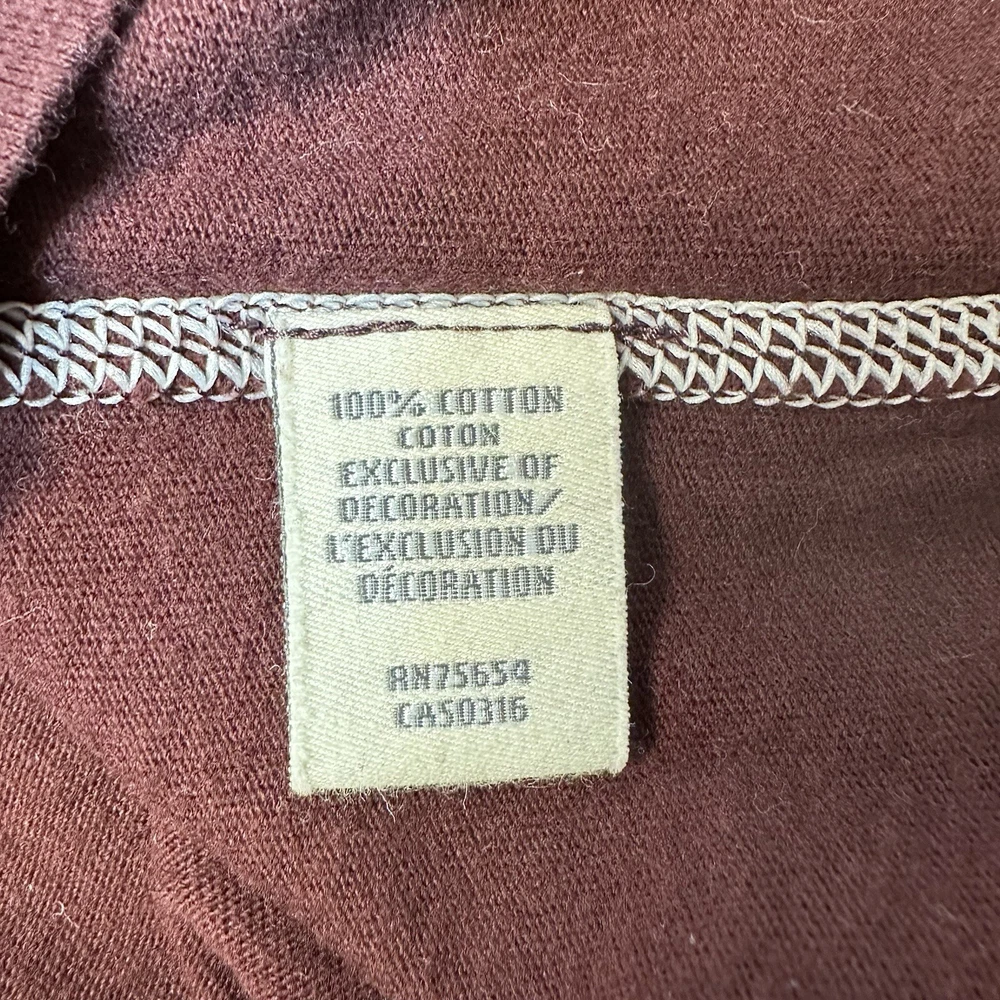 100% COTTON
COTON
EXCLUSIVE OF
DECORATION/
L'EXCLUSION DU
DÉCORATION
RN75654
CA50316